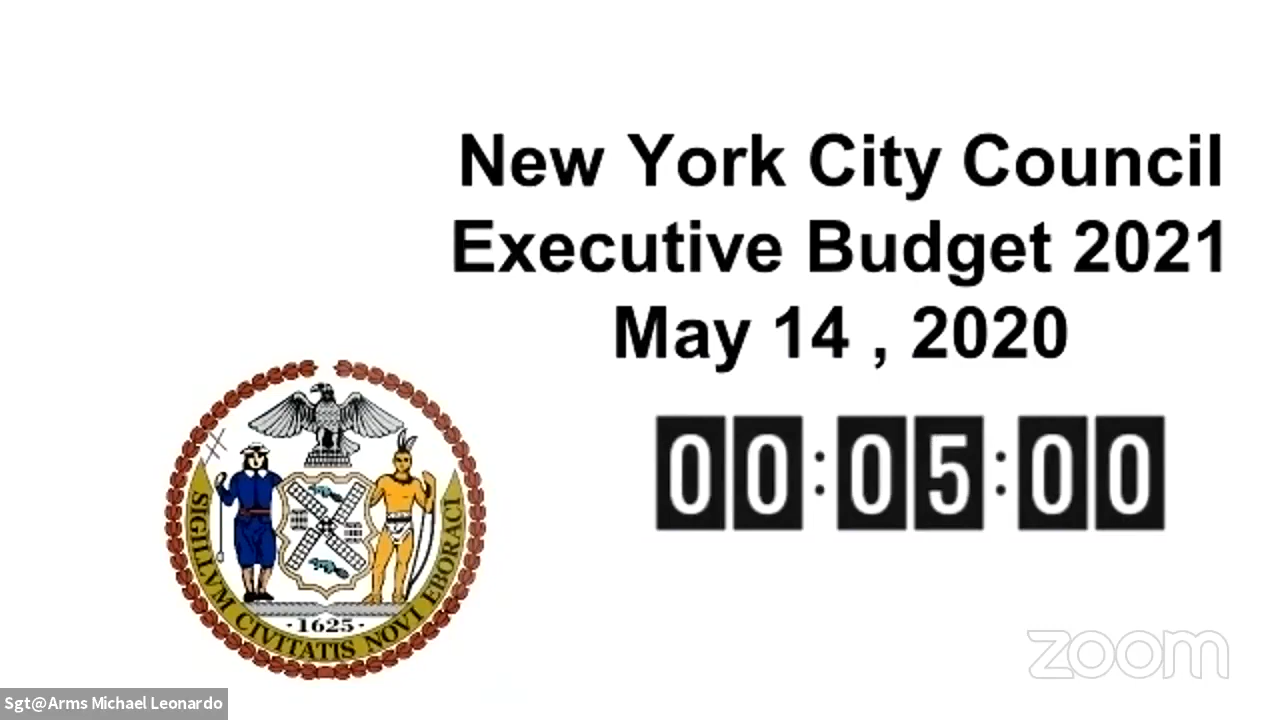 New York City Council
Executive Budget 2021
May 14 , 2020
00:05:00
SIGILLVM CIVITATIS NOVI EBORACI
·1625·
zoom
Sgt@Arms Michael Leonardo